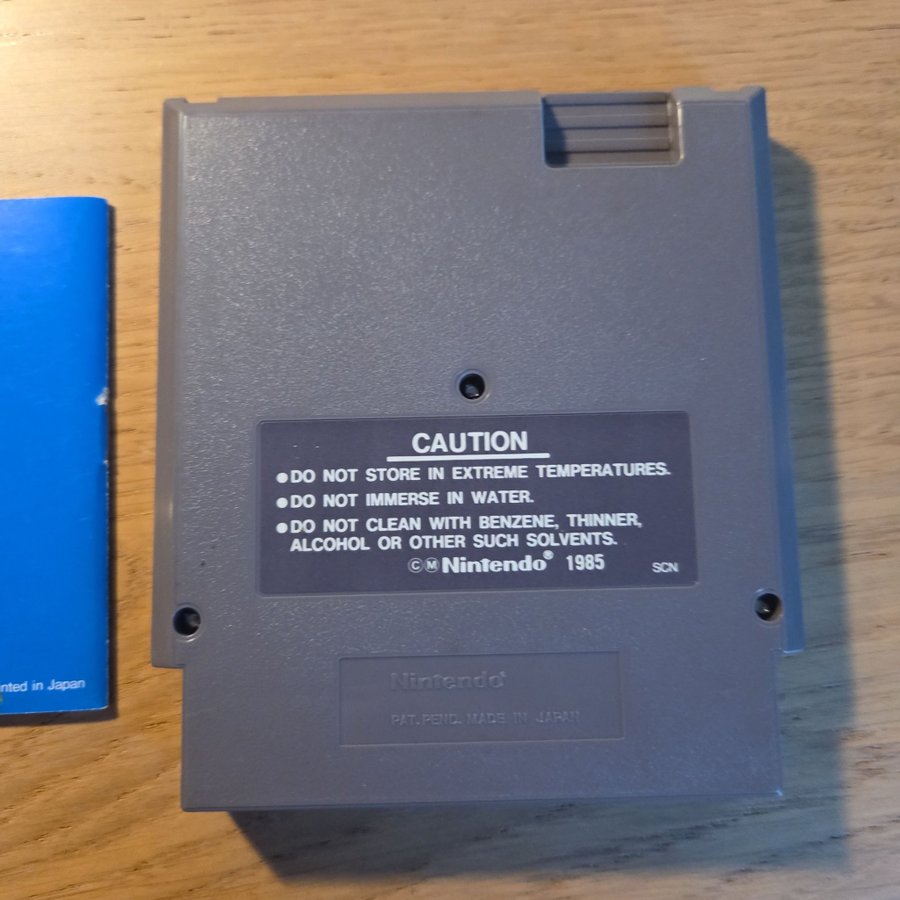 CAUTION
●DO NOT STORE IN EXTREME TEMPERATURES.
●DO NOT IMMERSE IN WATER.
●DO NOT CLEAN WITH BENZENE, THINNER,
ALCOHOL OR OTHER SUCH SOLVENTS.
ⓒⓂNintendo® 1985 SCN
Nintendo®
PAT.PEND. MADE IN JAPAN
nted in Japan